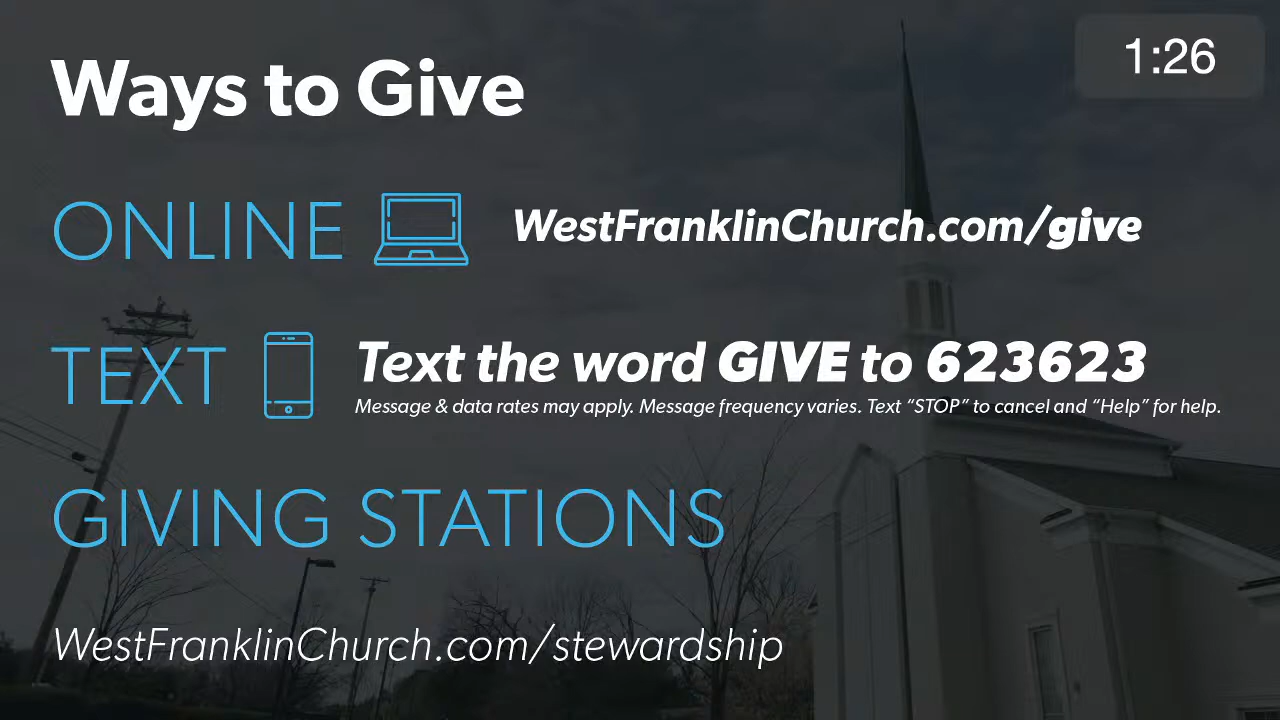 1:26
Ways to Give
ONLINE WestFranklinChurch.com/give
TEXT Text the word GIVE to 623623
Message & data rates may apply. Message frequency varies. Text “STOP” to cancel and “Help” for help.
GIVING STATIONS
WestFranklinChurch.com/stewardship